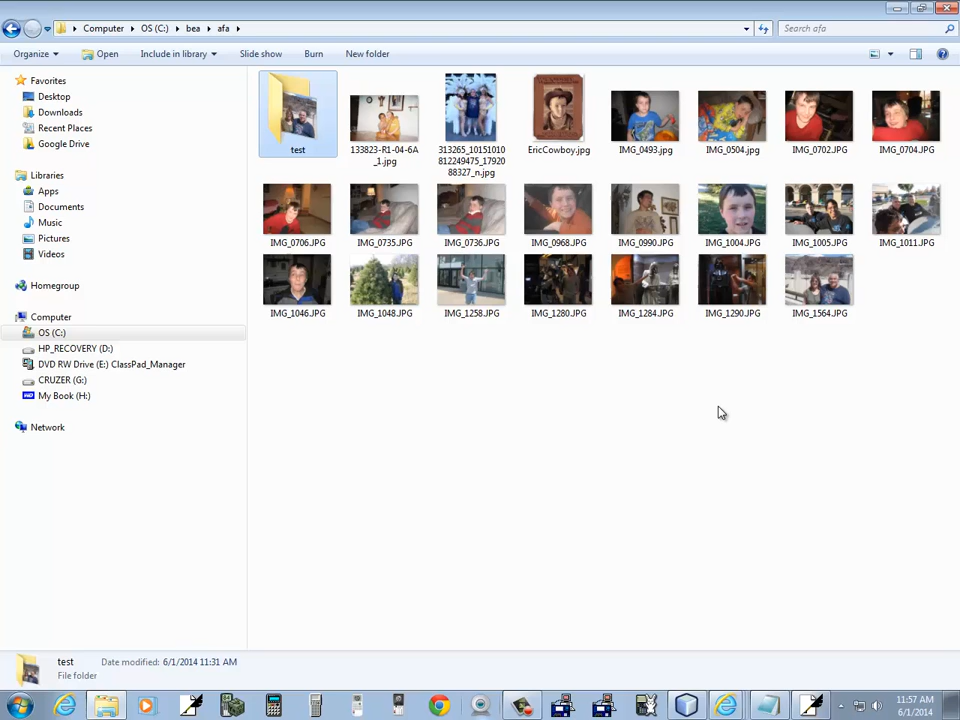 Computer OS (C:) bea afa Search afa
Organize Open Include in library Slide show Burn New folder
Favorites
Desktop
Downloads
Recent Places
Google Drive
Libraries
Apps
Documents
Music
Pictures
Videos
Homegroup
Computer
OS (C:)
HP_RECOVERY (D:)
DVD RW Drive (E:) ClassPad_Manager
CRUZER (G:)
My Book (H:)
Network
test
133823-R1-04-6A
_1.jpg
313265_10151010
812249475_17920
88327_n.jpg
EricCowboy.jpg
IMG_0493.jpg
IMG_0504.jpg
IMG_0702.JPG
IMG_0704.JPG
IMG_0706.JPG
IMG_0735.JPG
IMG_0736.JPG
IMG_0968.JPG
IMG_0990.JPG
IMG_1004.JPG
IMG_1005.JPG
IMG_1011.JPG
IMG_1046.JPG
IMG_1048.JPG
IMG_1258.JPG
IMG_1280.JPG
IMG_1284.JPG
IMG_1290.JPG
IMG_1564.JPG
test Date modified: 6/1/2014 11:31 AM
File folder
11:57 AM
6/1/2014